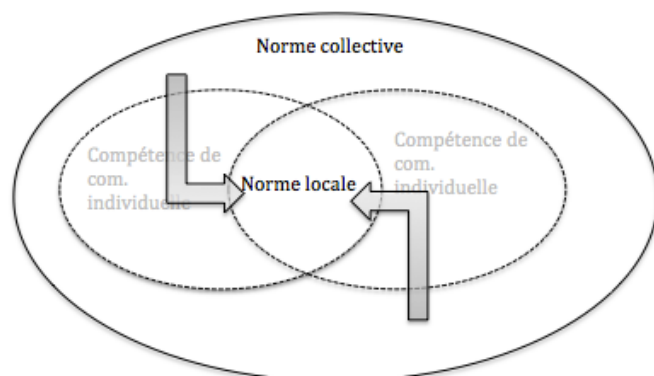 Norme collective
Compétence de
com.
individuelle
Norme locale
Compétence de
com.
individuelle